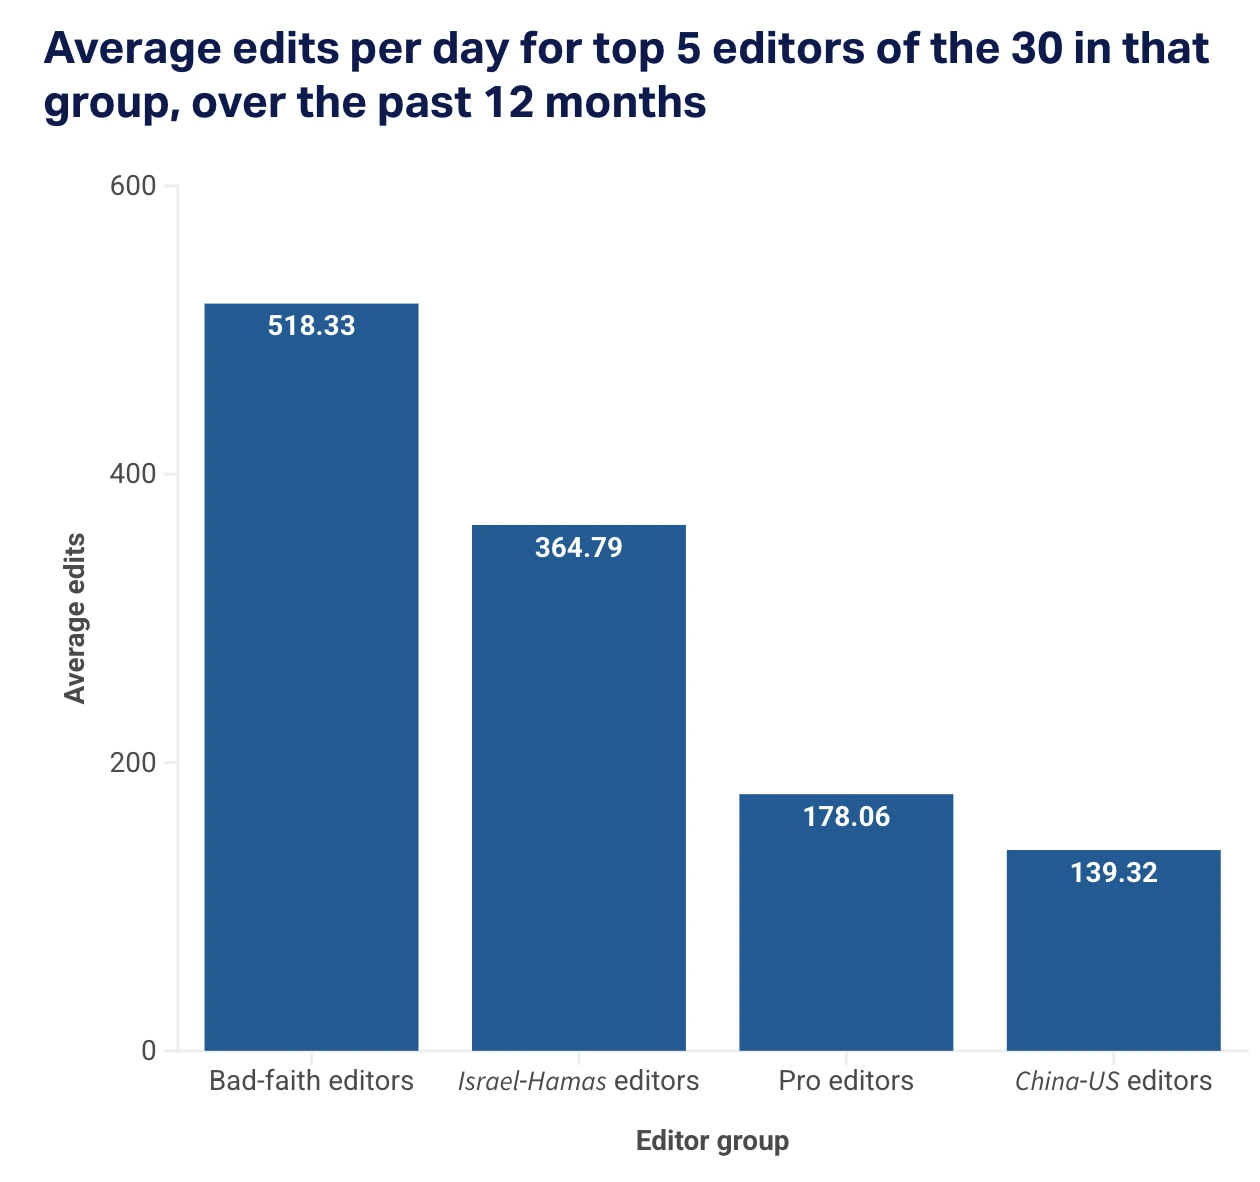 Average edits per day for top 5 editors of the 30 in that
group, over the past 12 months
600
400
200
0
Average edits
518.33
364.79
178.06
139.32
Bad-faith editors
Israel-Hamas editors
Pro editors
China-US editors
Editor group